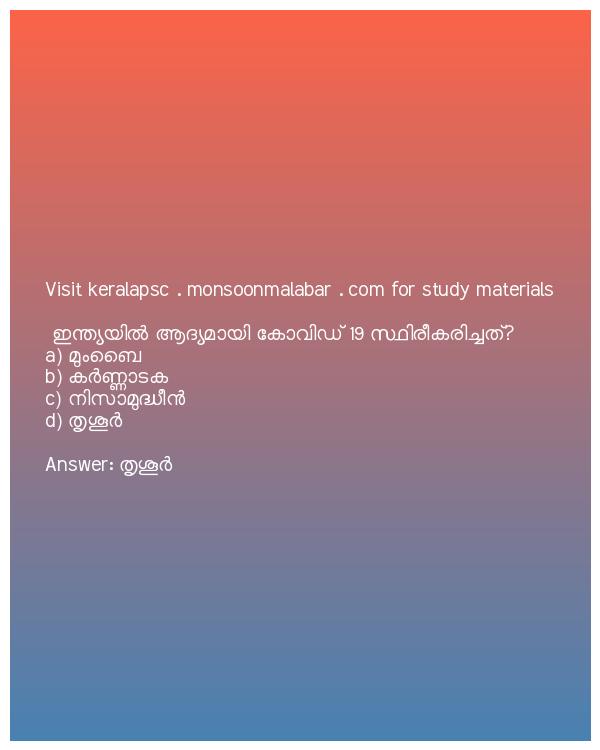 Visit keralapsc . monsoonmalabar . com for study materials
ഇന്ത്യയിൽ ആദ്യമായി കോവിഡ് 19 സ്ഥിരീകരിച്ചത്?
a) മുംബൈ
b) കർണ്ണാടക
c) നിസാമുദ്ധീൻ
d) തൃശൂർ
Answer: തൃശൂർ